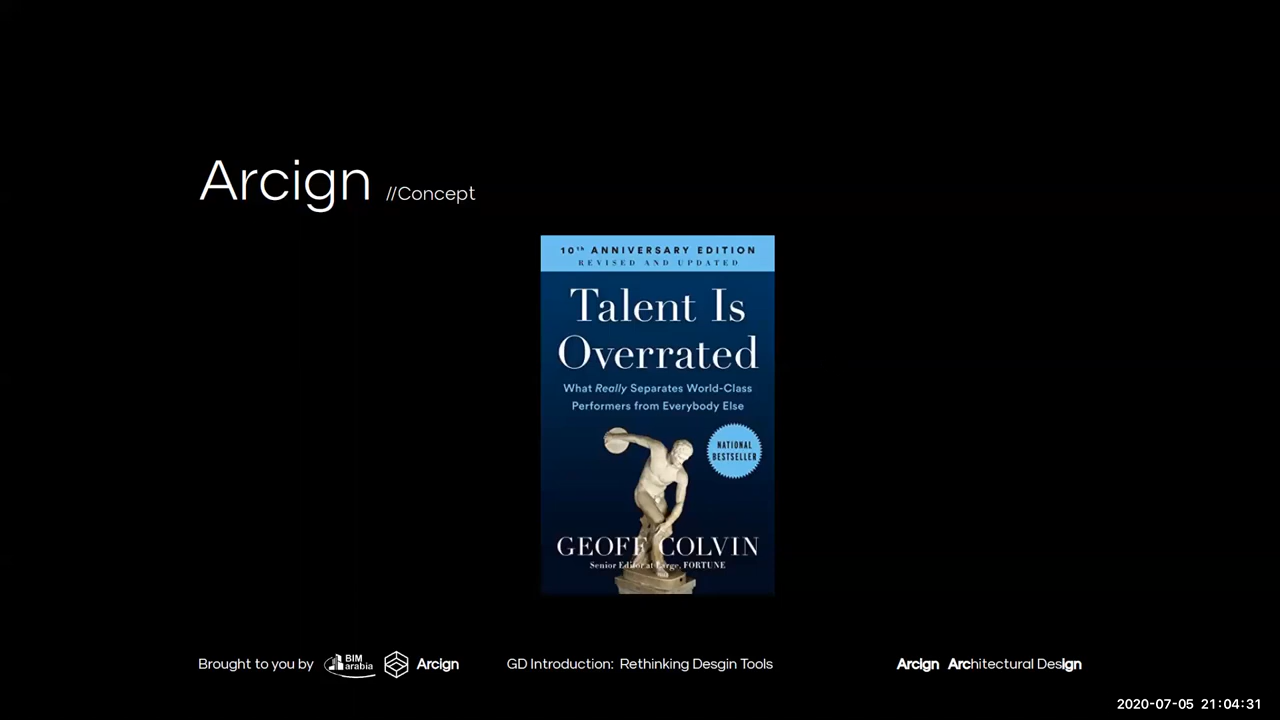 Arcign //Concept
10th ANNIVERSARY EDITION
REVISED AND UPDATED
Talent Is
Overrated
What Really Separates World-Class
Performers from Everybody Else
NATIONAL
BESTSELLER
GEOFF COLVIN
Senior Editor at Large, FORTUNE
Brought to you by BIM arabia Arcign GD Introduction: Rethinking Desgin Tools Arcign Architectural Design
2020-07-05 21:04:31